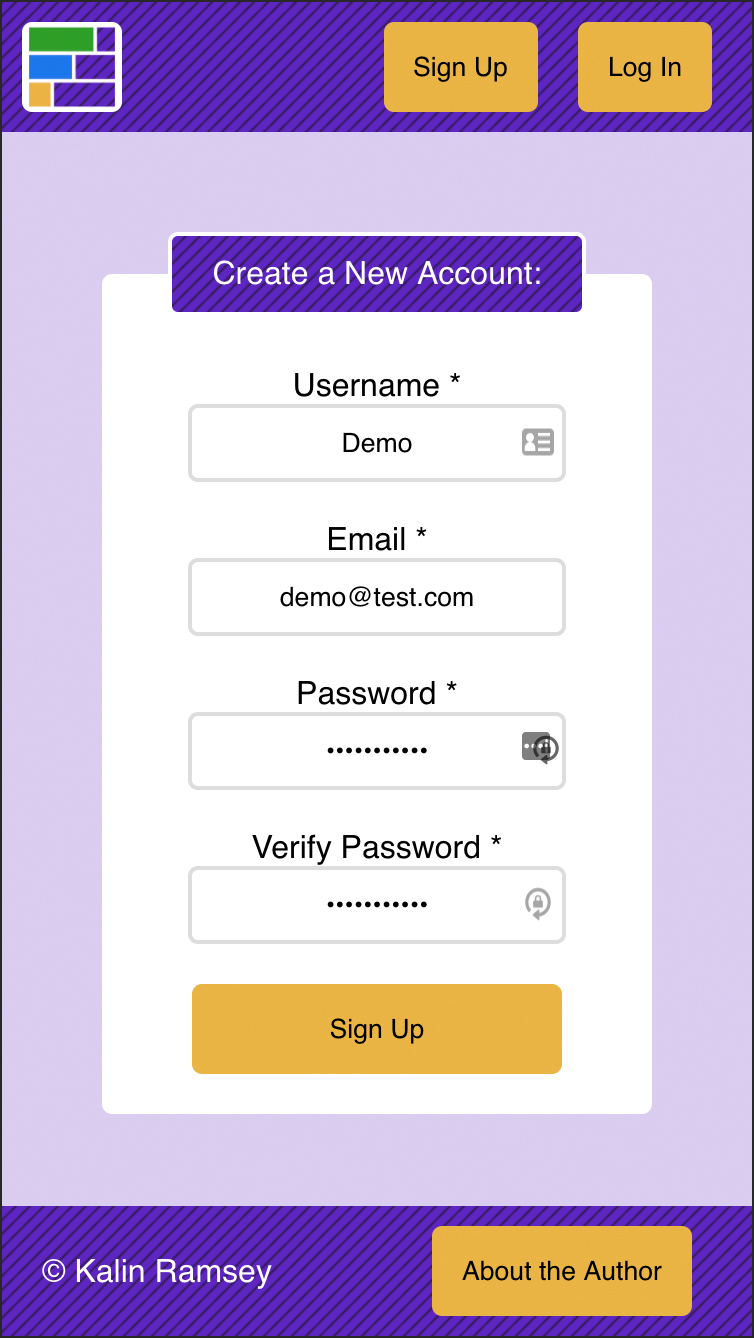 Sign Up
Log In
Create a New Account:
Username *
Demo
Email *
demo@test.com
Password *
•••••••••••
Verify Password *
•••••••••••
Sign Up
© Kalin Ramsey
About the Author